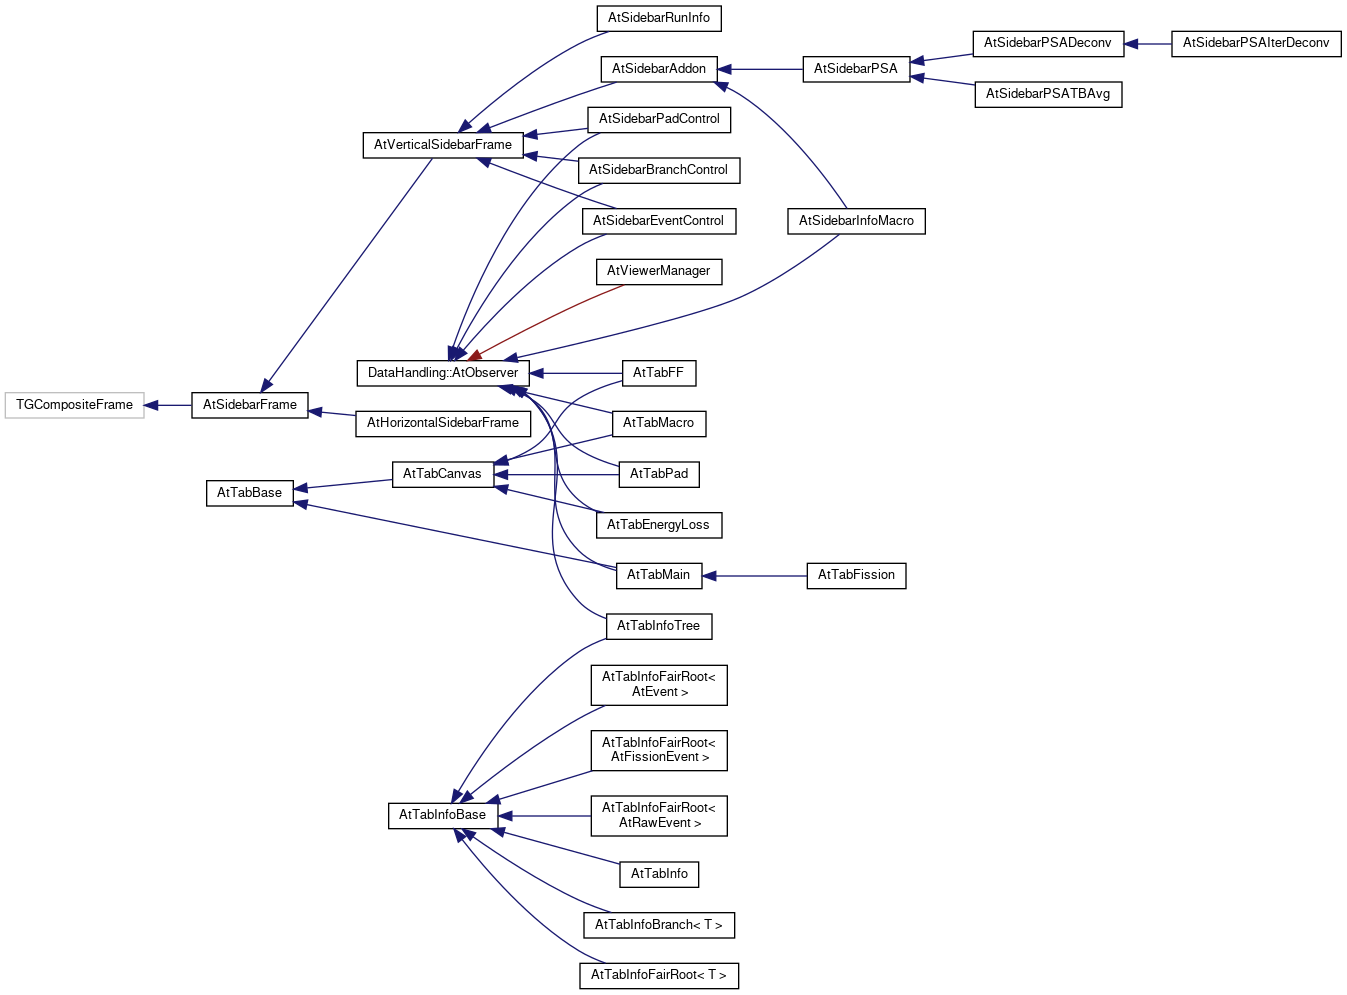 AtSidebarRunInfo
AtSidebarPSADeconv
AtSidebarPSAIterDeconv
AtSidebarAddon
AtSidebarPSA
AtSidebarPSATBAvg
AtSidebarPadControl
AtVerticalSidebarFrame
AtSidebarBranchControl
AtSidebarEventControl
AtSidebarInfoMacro
AtViewerManager
DataHandling::AtObserver
AtTabFF
TGCompositeFrame
AtSidebarFrame
AtHorizontalSidebarFrame
AtTabMacro
AtTabCanvas
AtTabPad
AtTabBase
AtTabEnergyLoss
AtTabMain
AtTabFission
AtTabInfoTree
AtTabInfoFairRoot<
AtEvent >
AtTabInfoFairRoot<
AtFissionEvent >
AtTabInfoBase
AtTabInfoFairRoot<
AtRawEvent >
AtTabInfo
AtTabInfoBranch< T >
AtTabInfoFairRoot< T >